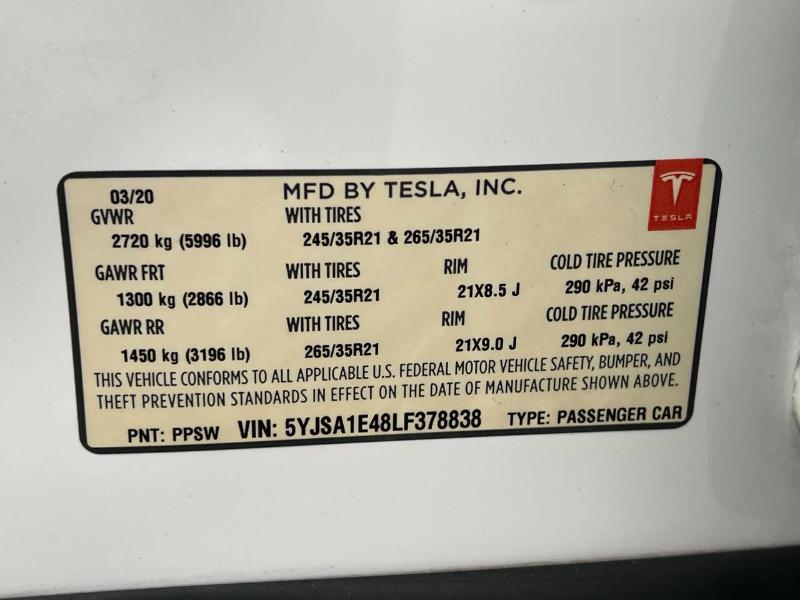 03/20 MFD BY TESLA, INC.
TESLA
GVWR WITH TIRES
2720 kg (5996 lb) 245/35R21 & 265/35R21
GAWR FRT WITH TIRES RIM COLD TIRE PRESSURE
1300 kg (2866 lb) 245/35R21 21X8.5 J 290 kPa, 42 psi
GAWR RR WITH TIRES RIM COLD TIRE PRESSURE
1450 kg (3196 lb) 265/35R21 21X9.0 J 290 kPa, 42 psi
THIS VEHICLE CONFORMS TO ALL APPLICABLE U.S. FEDERAL MOTOR VEHICLE SAFETY, BUMPER, AND
THEFT PREVENTION STANDARDS IN EFFECT ON THE DATE OF MANUFACTURE SHOWN ABOVE.
PNT: PPSW VIN: 5YJSA1E48LF378838 TYPE: PASSENGER CAR